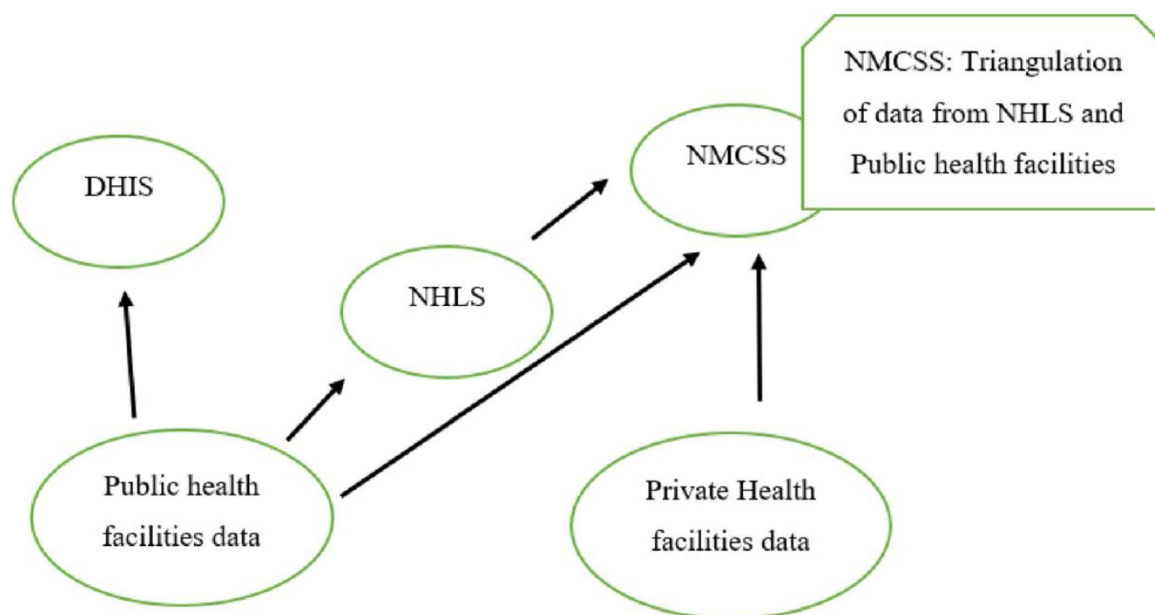 NMCSS: Triangulation
of data from NHLS and
Public health facilities
NMCSS
DHIS
NHLS
Public health
facilities data
Private Health
facilities data